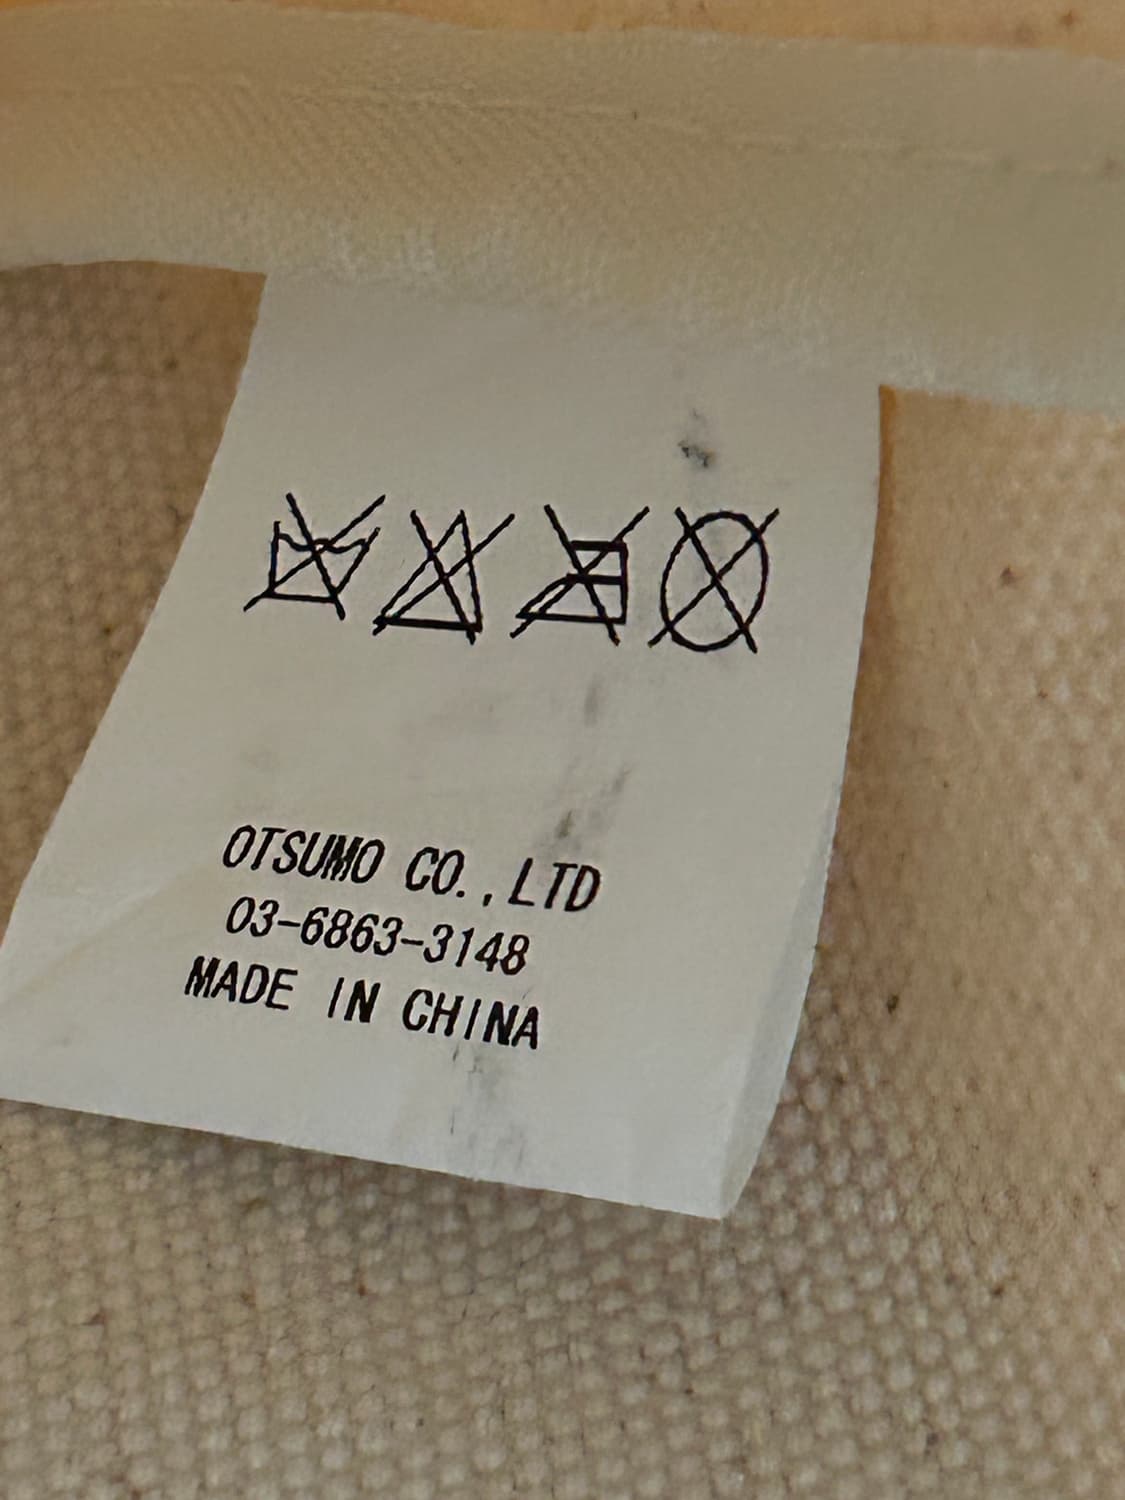 OTSUMO CO.,LTD
03-6863-3148
MADE IN CHINA